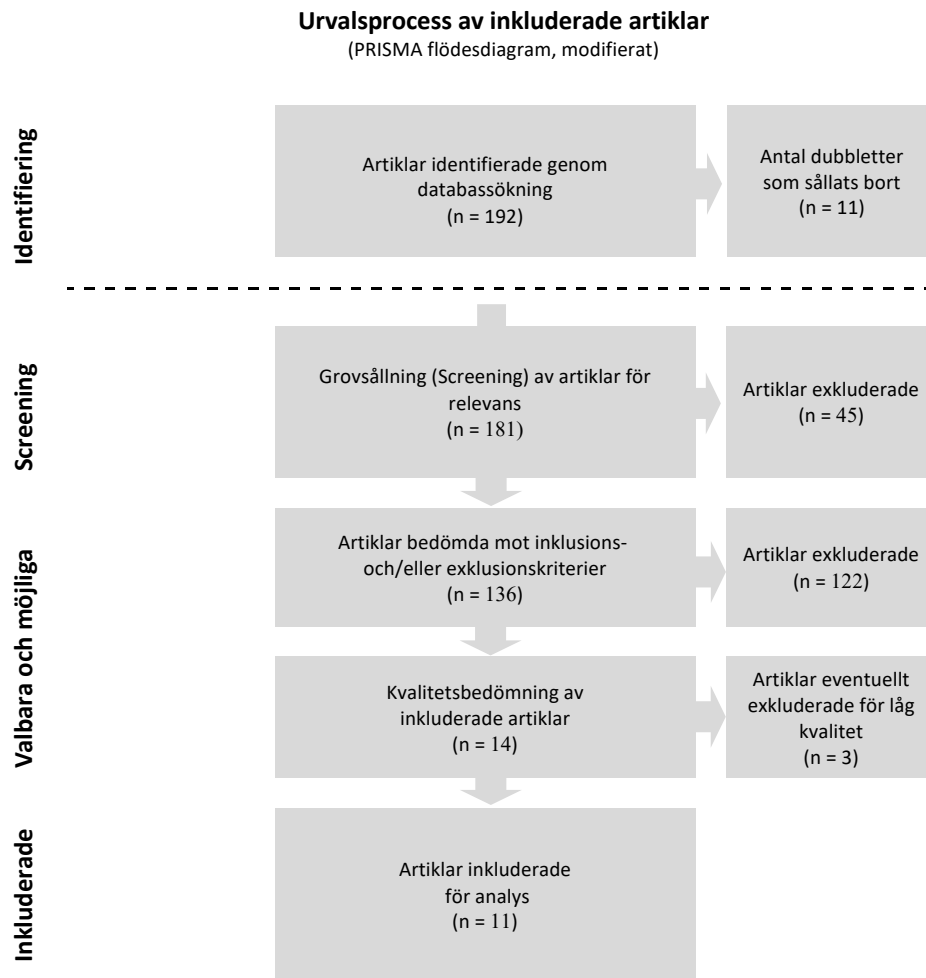 Urvalsprocess av inkluderade artiklar
(PRISMA flödesdiagram, modifierat)
Identifiering
Artiklar identifierade genom
databassökning
(n = 192)
Antal dubbletter
som sållats bort
(n = 11)
Screening
Grovsållning (Screening) av artiklar för
relevans
(n = 181)
Artiklar exkluderade
(n = 45)
Valbara och möjliga
Artiklar bedömda mot inklusions-
och/eller exklusionskriterier
(n = 136)
Artiklar exkluderade
(n = 122)
Kvalitetsbedömning av
inkluderade artiklar
(n = 14)
Artiklar eventuellt
exkluderade för låg
kvalitet
(n = 3)
Inkluderade
Artiklar inkluderade
för analys
(n = 11)